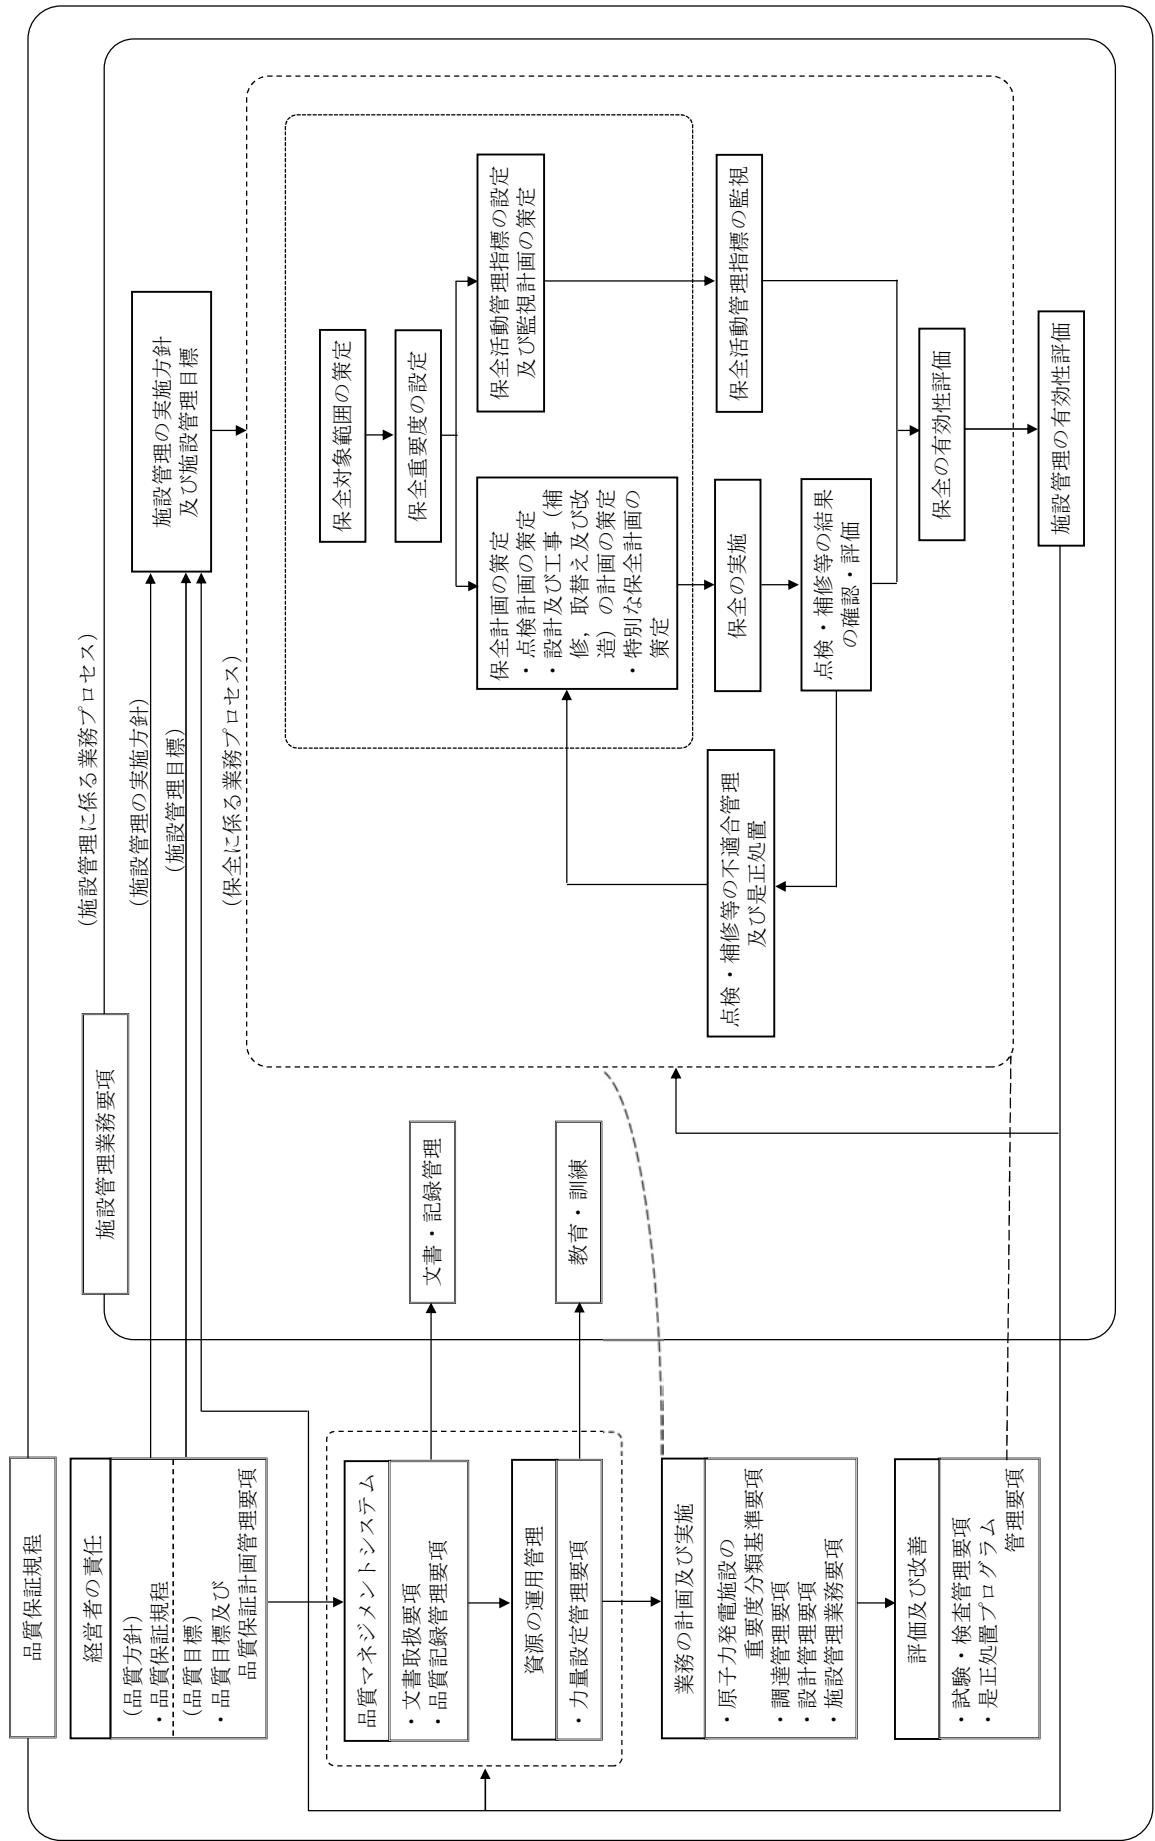 品質保証規程
経営者の責任
(品質方針)
・品質保証規程
(品質目標)
・品質目標及び
品質保証計画管理要項
品質マネジメントシステム
・文書取扱要項
・品質記録管理要項
資源の運用管理
・力量設定管理要項
業務の計画及び実施
・原子力発電施設の
重要度分類基準要項
・調達管理要項
・設計管理要項
・施設管理業務要項
評価及び改善
・試験・検査管理要項
・是正処置プログラム
管理要項
文書・記録管理
教育・訓練
施設管理業務要項
(施設管理に係る業務プロセス)
(施設管理の実施方針)
(施設管理目標)
(保全に係る業務プロセス)
施設管理の実施方針
及び施設管理目標
保全対象範囲の策定
保全重要度の設定
保全計画の策定
・点検計画の策定
・設計及び工事（補
修，取替え及び改
造）の計画の策定
・特別な保全計画の
策定
保全活動管理指標の設定
及び監視計画の策定
保全の実施
保全活動管理指標の監視
点検・補修等の不適合管理
及び是正処置
点検・補修等の結果
の確認・評価
保全の有効性評価
施設管理の有効性評価